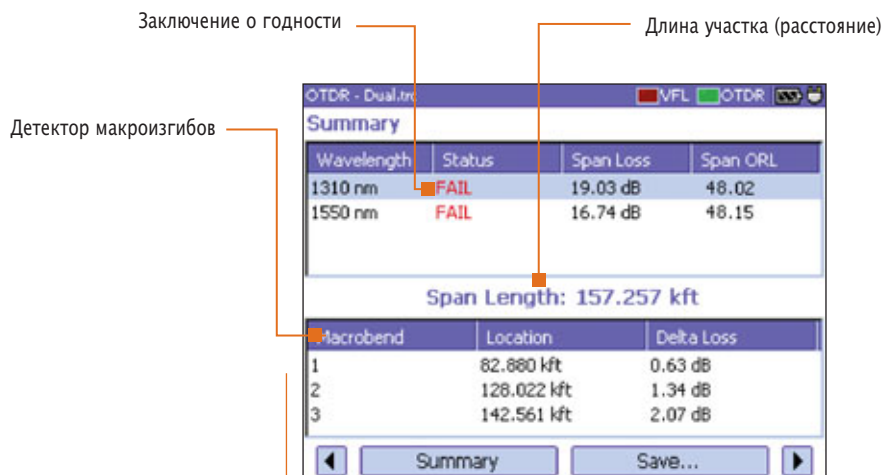 Заключение о годности
Длина участка (расстояние)
Детектор макроизгибов
OTDR - Dual.trc VFL OTDR
Summary
Wavelength Status Span Loss Span ORL
1310 nm FAIL 19.03 dB 48.02
1550 nm FAIL 16.74 dB 48.15
Span Length: 157.257 kft
Macrobend Location Delta Loss
1 82.880 kft 0.63 dB
2 128.022 kft 1.34 dB
3 142.561 kft 2.07 dB
Summary Save...